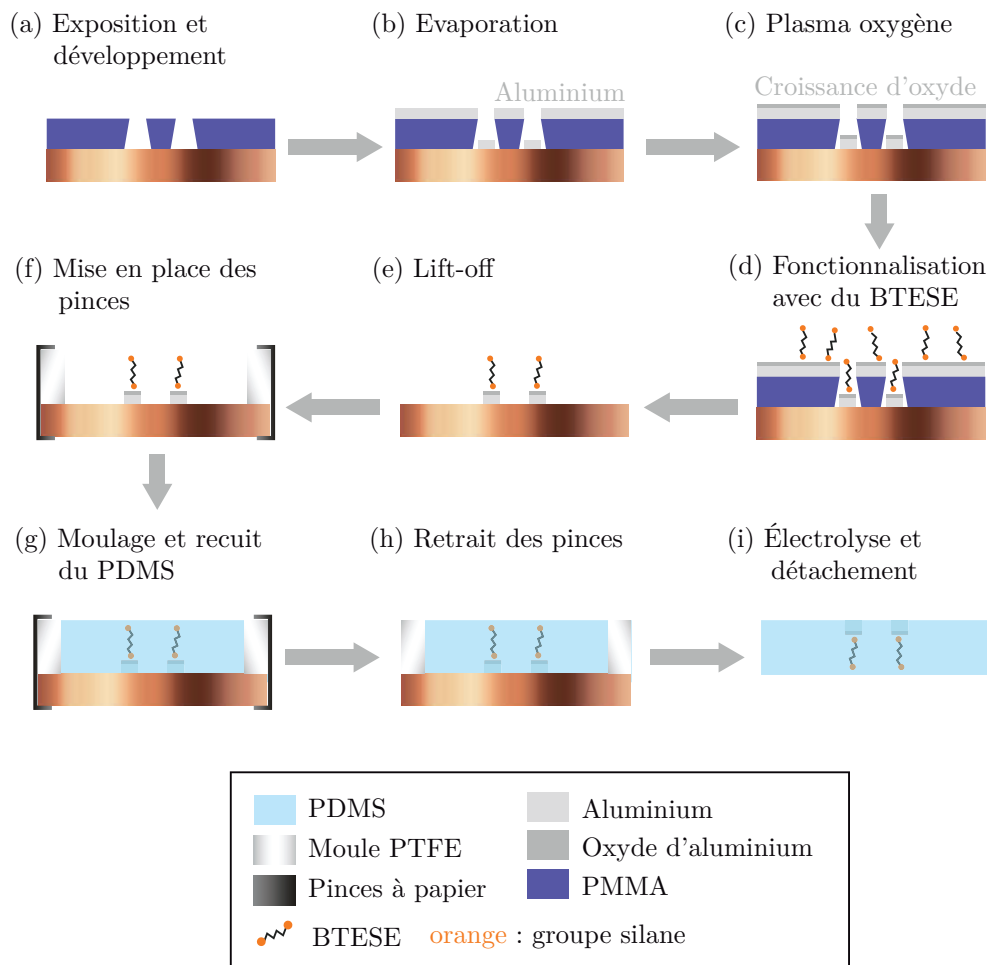 (a) Exposition et
développement
(b) Evaporation
(c) Plasma oxygène
Aluminium
Croissance d'oxyde
(f) Mise en place des
pinces
(e) Lift-off
(d) Fonctionnalisation
avec du BTESE
(g) Moulage et recuit
du PDMS
(h) Retrait des pinces
(i) Électrolyse et
détachement
PDMS
Moule PTFE
Pinces à papier
Aluminium
Oxyde d'aluminium
PMMA
BTESE orange : groupe silane